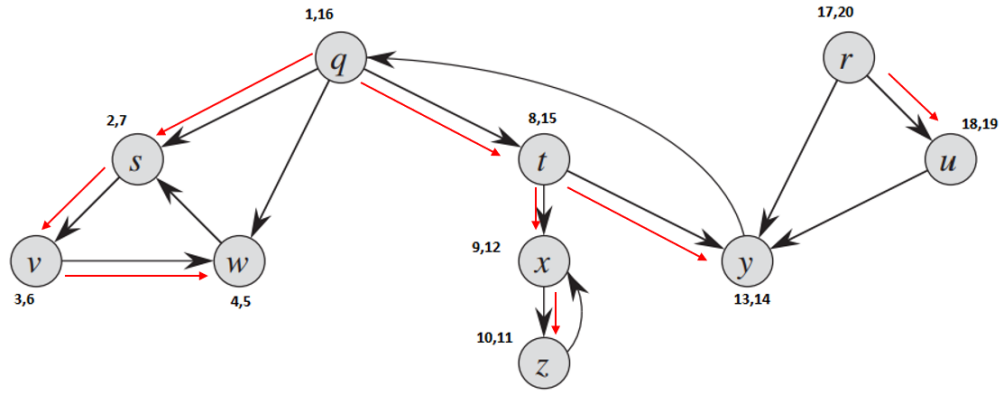 1,16
17,20
q
r
2,7
8,15
18,19
s
t
u
9,12
v
w
x
y
3,6
4,5
13,14
10,11
z